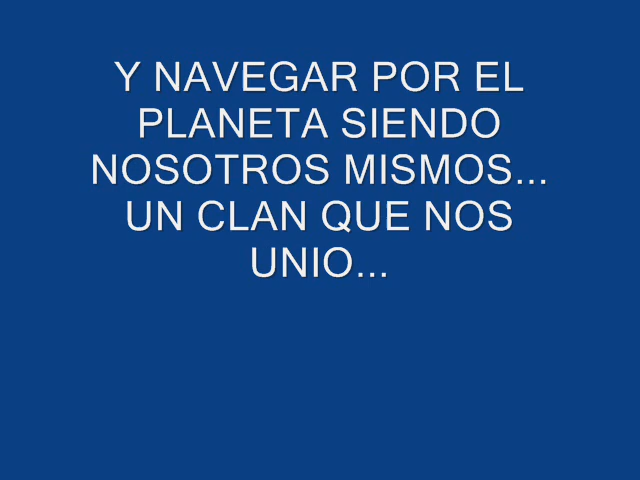 Y NAVEGAR POR EL
PLANETA SIENDO
NOSOTROS MISMOS...
UN CLAN QUE NOS
UNIO...